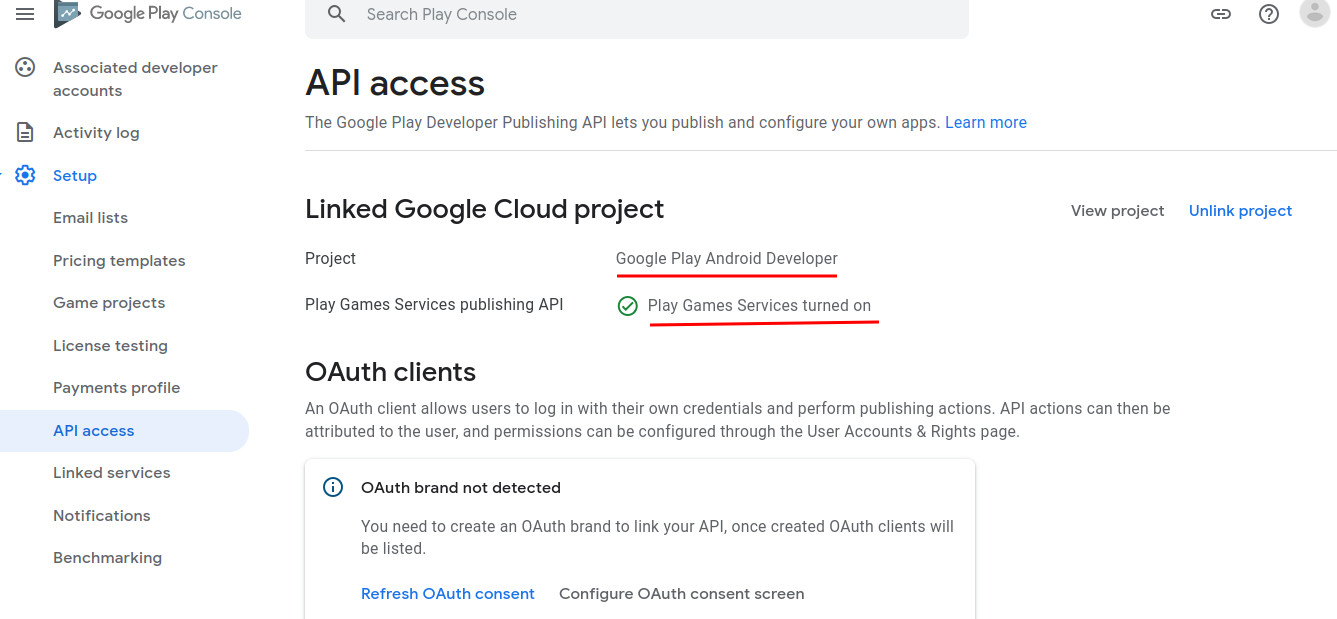 Google Play Console
Search Play Console
Associated developer
accounts
Activity log
Setup
Email lists
Pricing templates
Game projects
License testing
Payments profile
API access
Linked services
Notifications
Benchmarking
API access
The Google Play Developer Publishing API lets you publish and configure your own apps. Learn more
Linked Google Cloud project
View project
Unlink project
Project
Google Play Android Developer
Play Games Services publishing API
Play Games Services turned on
OAuth clients
An OAuth client allows users to log in with their own credentials and perform publishing actions. API actions can then be
attributed to the user, and permissions can be configured through the User Accounts & Rights page.
OAuth brand not detected
You need to create an OAuth brand to link your API, once created OAuth clients will
be listed.
Refresh OAuth consent
Configure OAuth consent screen